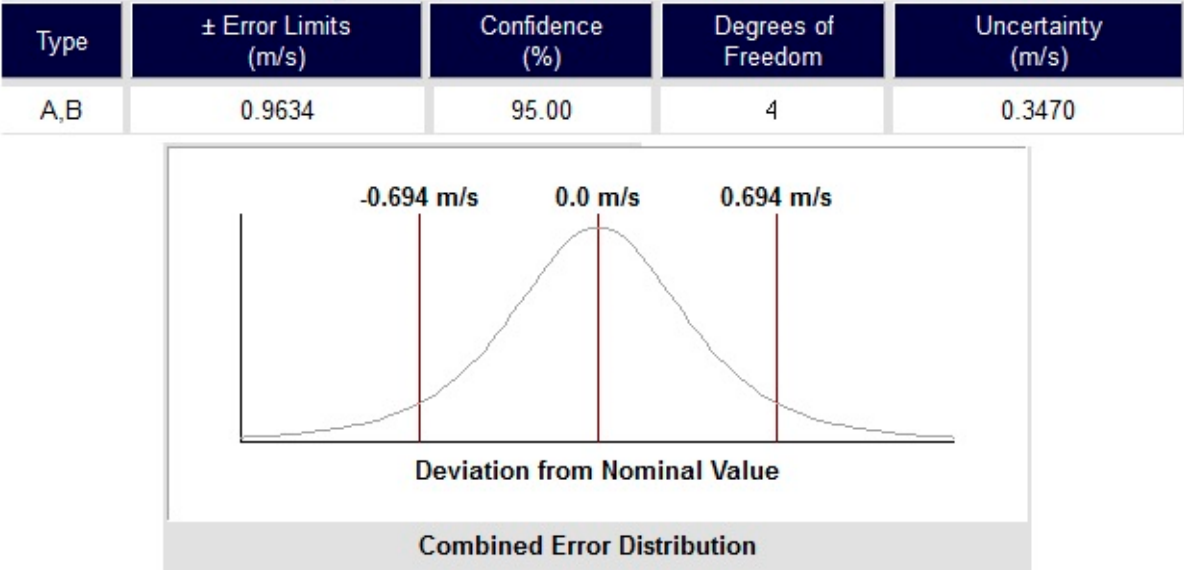 Type
± Error Limits
(m/s)
Confidence
(%)
Degrees of
Freedom
Uncertainty
(m/s)
A,B
0.9634
95.00
4
0.3470
-0.694 m/s
0.0 m/s
0.694 m/s
Deviation from Nominal Value
Combined Error Distribution